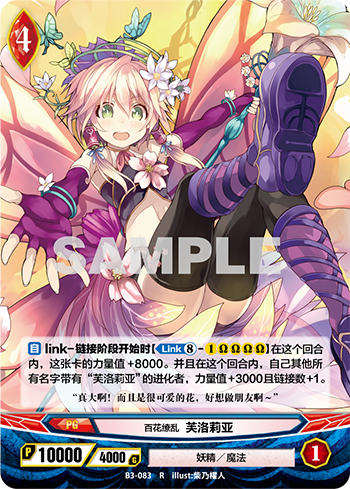 4
SAMPLE
自 link-链接阶段开始时【Link 8 - 1 Ω Ω Ω Ω】在这个回合
内，这张卡的力量值 +8000。并且在这个回合内，自己其他所
有名字带有“芙洛莉亚”的进化者，力量值 +3000且链接数+1。
“真大啊！而且是很可爱的花，好想做朋友啊~”
PG 百花缭乱 芙洛莉亚
P 10000 / 4000 G 妖精／魔法 1
B3-083 R illust:柴乃櫂人